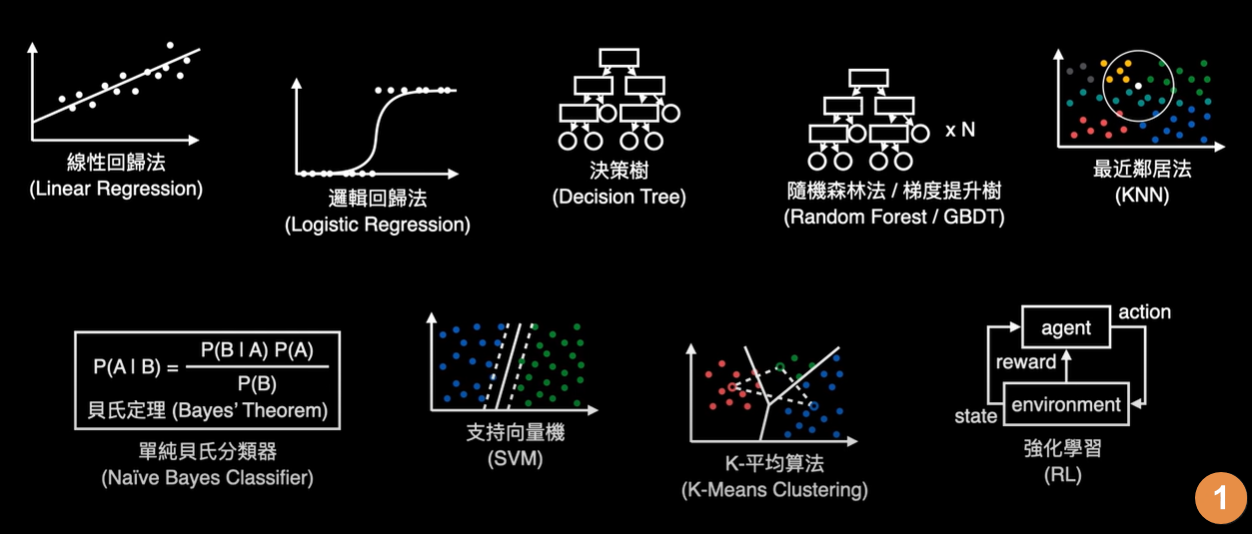 線性回歸法
(Linear Regression)
邏輯回歸法
(Logistic Regression)
決策樹
(Decision Tree)
x N
隨機森林法 / 梯度提升樹
(Random Forest / GBDT)
最近鄰居法
(KNN)
P(A I B) =
P(B I A) P(A)
P(B)
貝氏定理 (Bayes' Theorem)
單純貝氏分類器
(Naïve Bayes Classifier)
支持向量機
(SVM)
K-平均算法
(K-Means Clustering)
agent
action
reward
environment
state
強化學習
(RL)
1